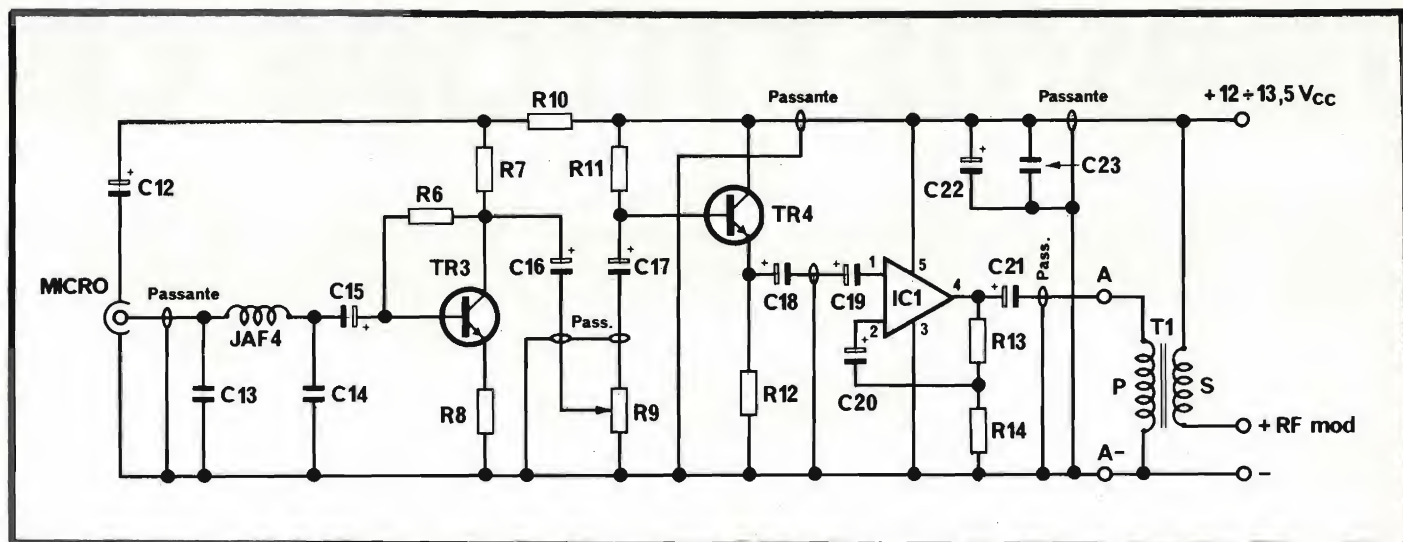 Passante
Passante
+ 12 ÷ 13,5 Vcc
R10
+
C12
R7
R11
R6
TR4
+
C22
C23
MICRO
Passante
TR3
C16
+
C17
+
JAF4
C15
+
Pass.
+
C18
+
C19
1
5
IC1
4
2
3
C21
+
Pass.
A
T1
C13
C14
R8
R9
R12
+
C20
R13
R14
P
S
+ RF mod
A-
-